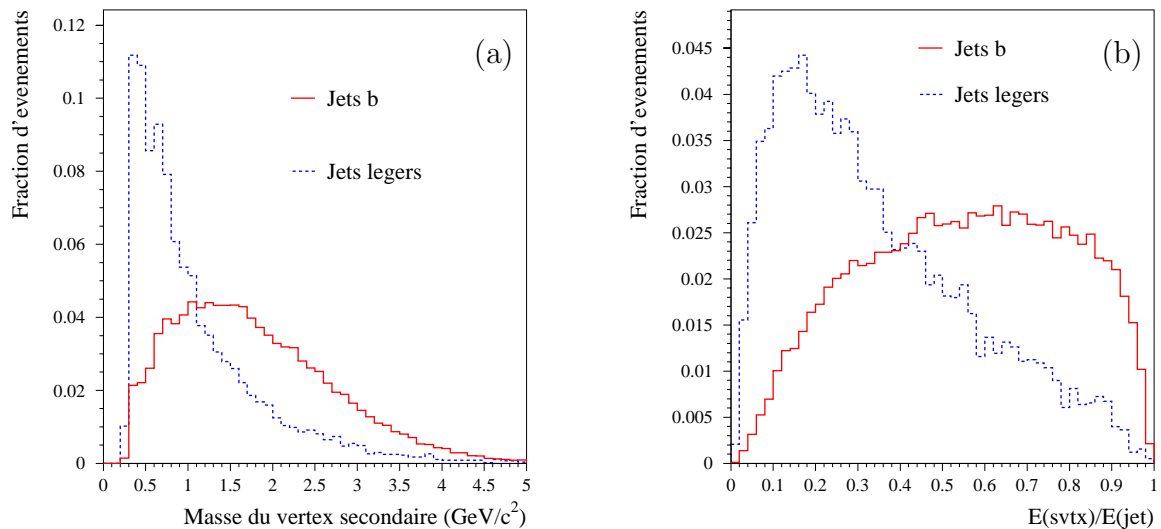 Fraction d'evenements
0.12
0.1
0.08
0.06
0.04
0.02
0
(a)
Jets b
Jets legers
0 0.5 1 1.5 2 2.5 3 3.5 4 4.5 5
Masse du vertex secondaire (GeV/c²)
Fraction d'evenements
0.045
0.04
0.035
0.03
0.025
0.02
0.015
0.01
0.005
0
(b)
Jets b
Jets legers
0 0.1 0.2 0.3 0.4 0.5 0.6 0.7 0.8 0.9 1
E(svtx)/E(jet)